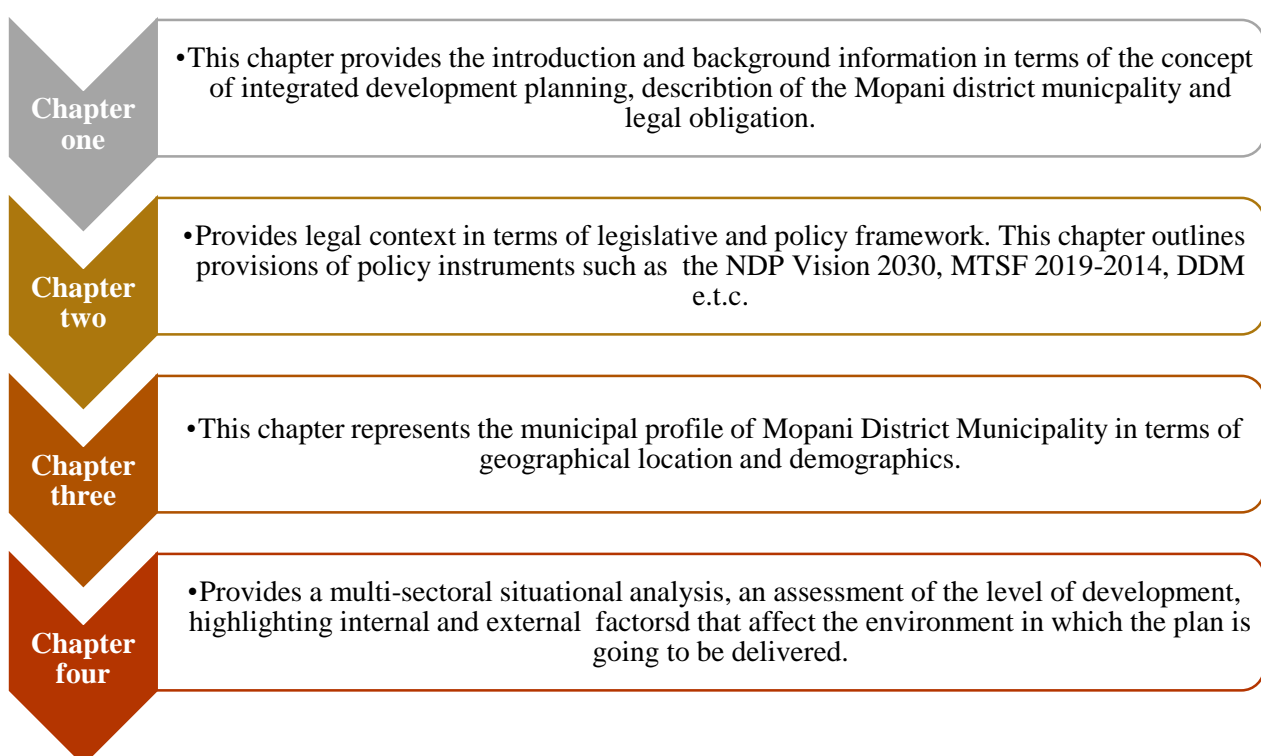 Chapter
one
•This chapter provides the introduction and background information in terms of the concept
of integrated development planning, describtion of the Mopani district municpality and
legal obligation.
Chapter
two
•Provides legal context in terms of legislative and policy framework. This chapter outlines
provisions of policy instruments such as the NDP Vision 2030, MTSF 2019-2014, DDM
e.t.c.
Chapter
three
•This chapter represents the municipal profile of Mopani District Municipality in terms of
geographical location and demographics.
Chapter
four
•Provides a multi-sectoral situational analysis, an assessment of the level of development,
highlighting internal and external factorsd that affect the environment in which the plan is
going to be delivered.